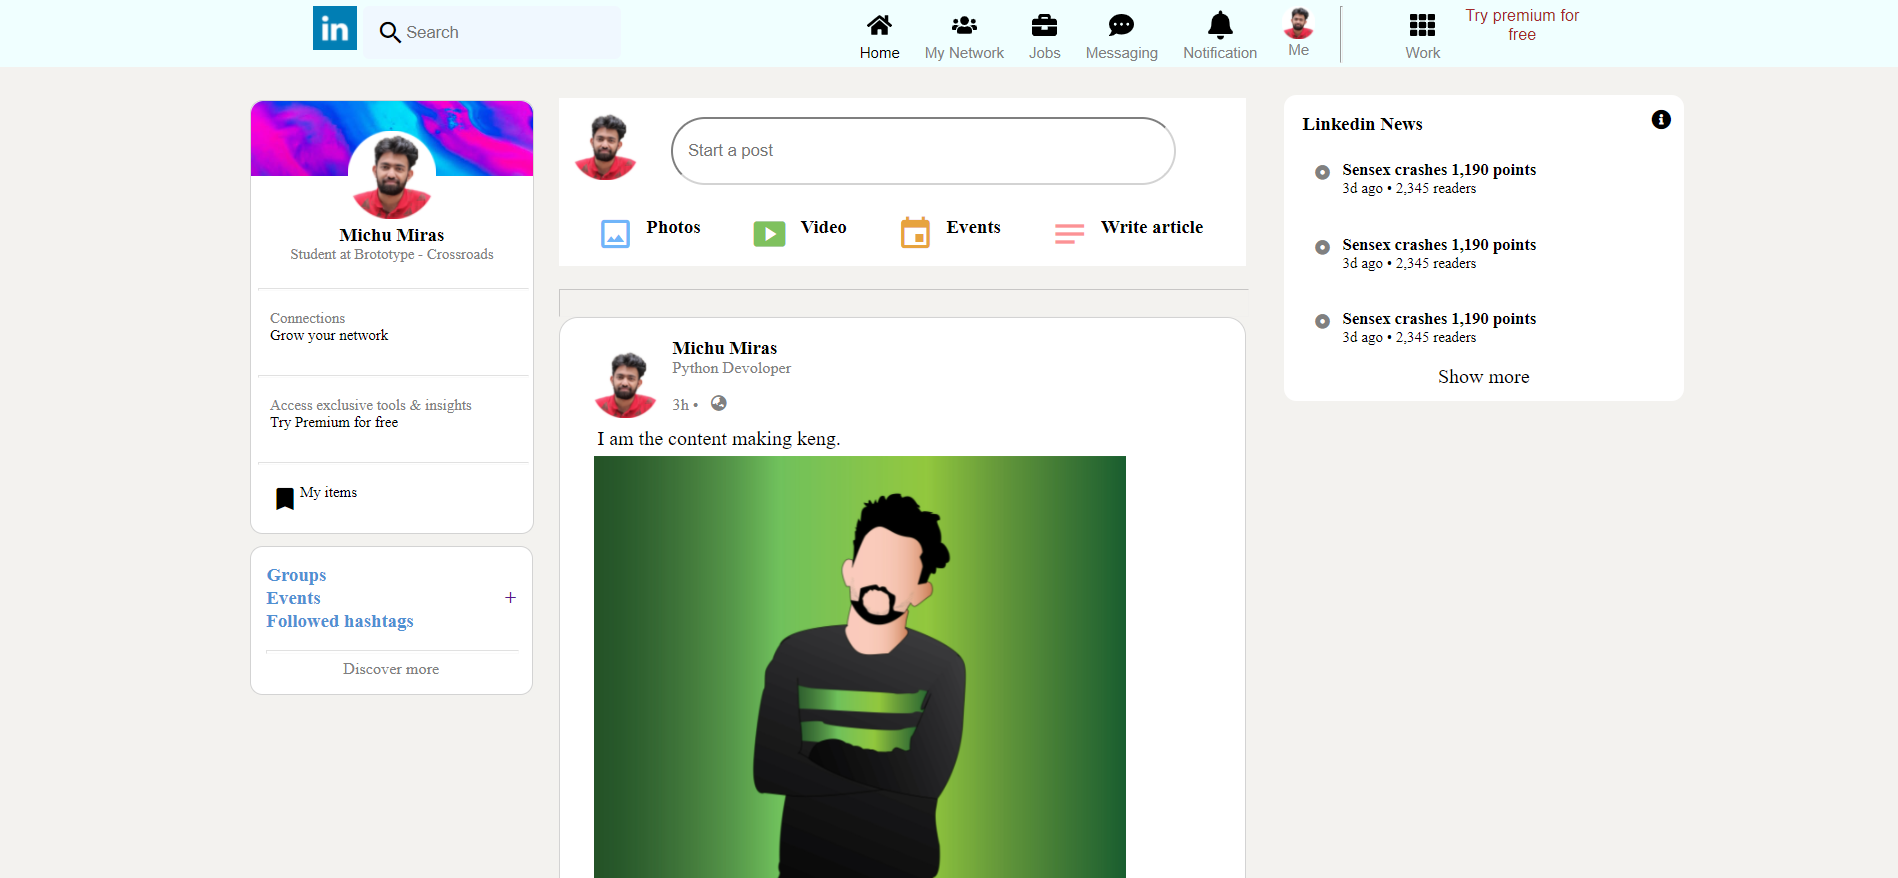 in
Search
Home
My Network
Jobs
Messaging
Notification
Me
Work
Try premium for
free
Michu Miras
Student at Brototype - Crossroads
Connections
Grow your network
Access exclusive tools & insights
Try Premium for free
My items
Groups
Events
+
Followed hashtags
Discover more
Start a post
Photos
Video
Events
Write article
Michu Miras
Python Devoloper
3h •
I am the content making keng.
Linkedin News
Sensex crashes 1,190 points
3d ago • 2,345 readers
Sensex crashes 1,190 points
3d ago • 2,345 readers
Sensex crashes 1,190 points
3d ago • 2,345 readers
Show more